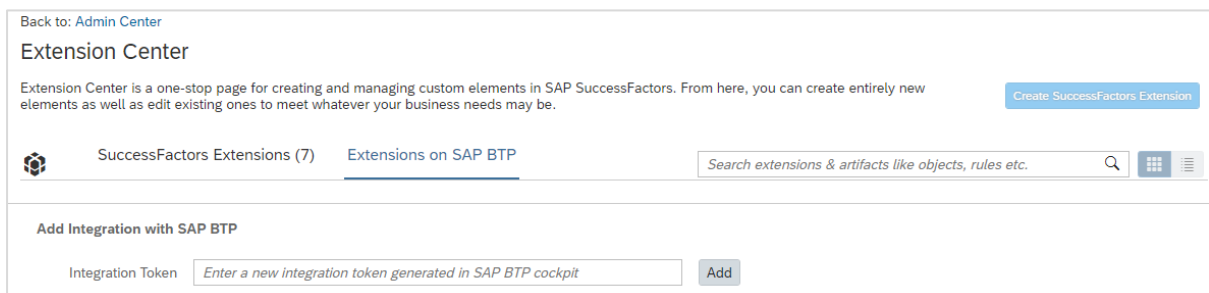 Back to: Admin Center
Extension Center
Extension Center is a one-stop page for creating and managing custom elements in SAP SuccessFactors. From here, you can create entirely new
elements as well as edit existing ones to meet whatever your business needs may be.
Create SuccessFactors Extension
SuccessFactors Extensions (7) Extensions on SAP BTP Search extensions & artifacts like objects, rules etc.
Add Integration with SAP BTP
Integration Token Enter a new integration token generated in SAP BTP cockpit Add